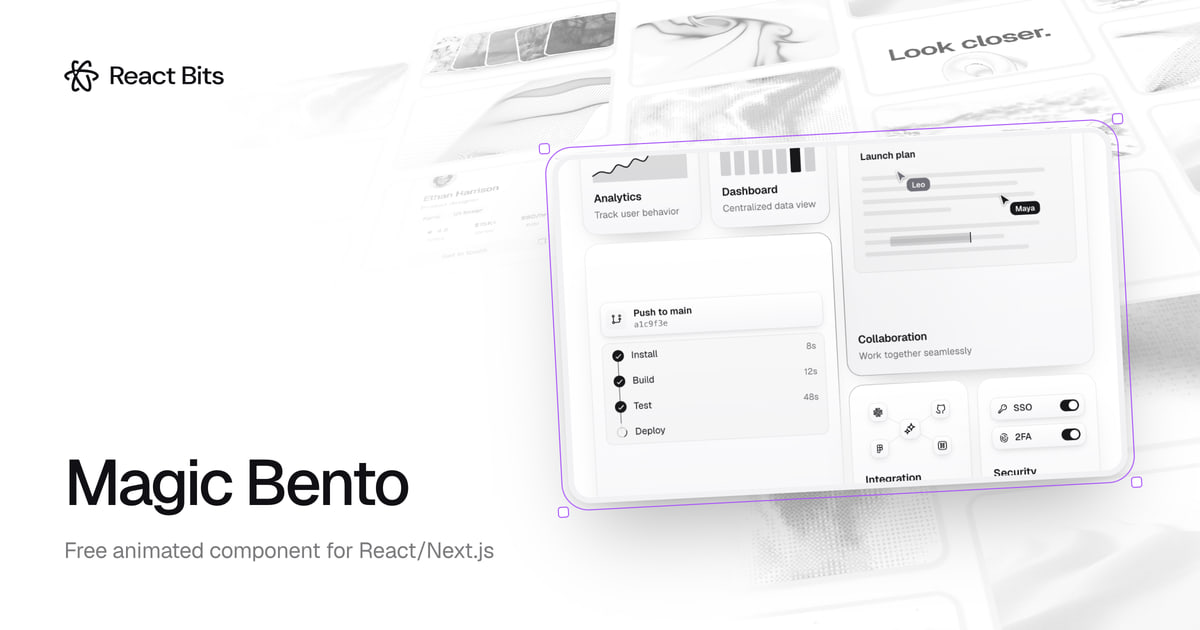 React Bits
Look closer.
Ethan Harrison
Analytics
Track user behavior
Dashboard
Centralized data view
Launch plan
Leo
Maya
Push to main
a1c9f3e
Install
8s
Build
12s
Test
48s
Deploy
Collaboration
Work together seamlessly
Integration
SSO
2FA
Security
Magic Bento
Free animated component for React/Next.js